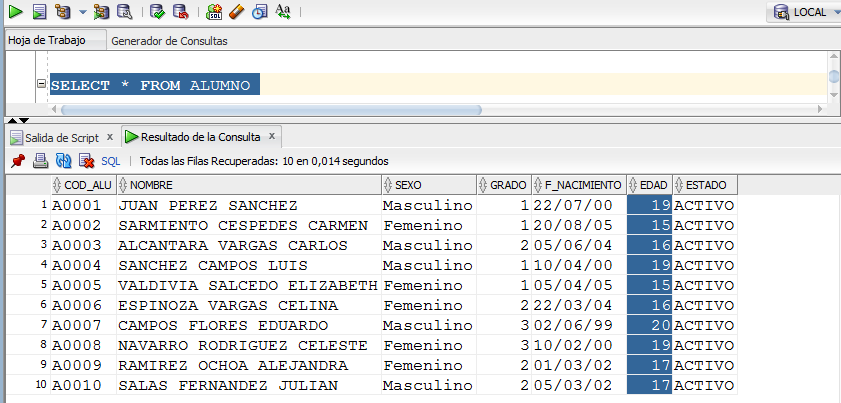 LOCAL
Hoja de Trabajo Generador de Consultas
SELECT * FROM ALUMNO
Salida de Script x Resultado de la Consulta x
SQL | Todas las Filas Recuperadas: 10 en 0,014 segundos
COD_ALU NOMBRE SEXO GRADO F_NACIMIENTO EDAD ESTADO
1 A0001 JUAN PEREZ SANCHEZ Masculino 1 22/07/00 19 ACTIVO
2 A0002 SARMIENTO CESPEDES CARMEN Femenino 1 20/08/05 15 ACTIVO
3 A0003 ALCANTARA VARGAS CARLOS Masculino 2 05/06/04 16 ACTIVO
4 A0004 SANCHEZ CAMPOS LUIS Masculino 1 10/04/00 19 ACTIVO
5 A0005 VALDIVIA SALCEDO ELIZABETH Femenino 1 05/04/05 15 ACTIVO
6 A0006 ESPINOZA VARGAS CELINA Femenino 2 22/03/04 16 ACTIVO
7 A0007 CAMPOS FLORES EDUARDO Masculino 3 02/06/99 20 ACTIVO
8 A0008 NAVARRO RODRIGUEZ CELESTE Femenino 3 10/02/00 19 ACTIVO
9 A0009 RAMIREZ OCHOA ALEJANDRA Femenino 2 01/03/02 17 ACTIVO
10 A0010 SALAS FERNANDEZ JULIAN Masculino 2 05/03/02 17 ACTIVO